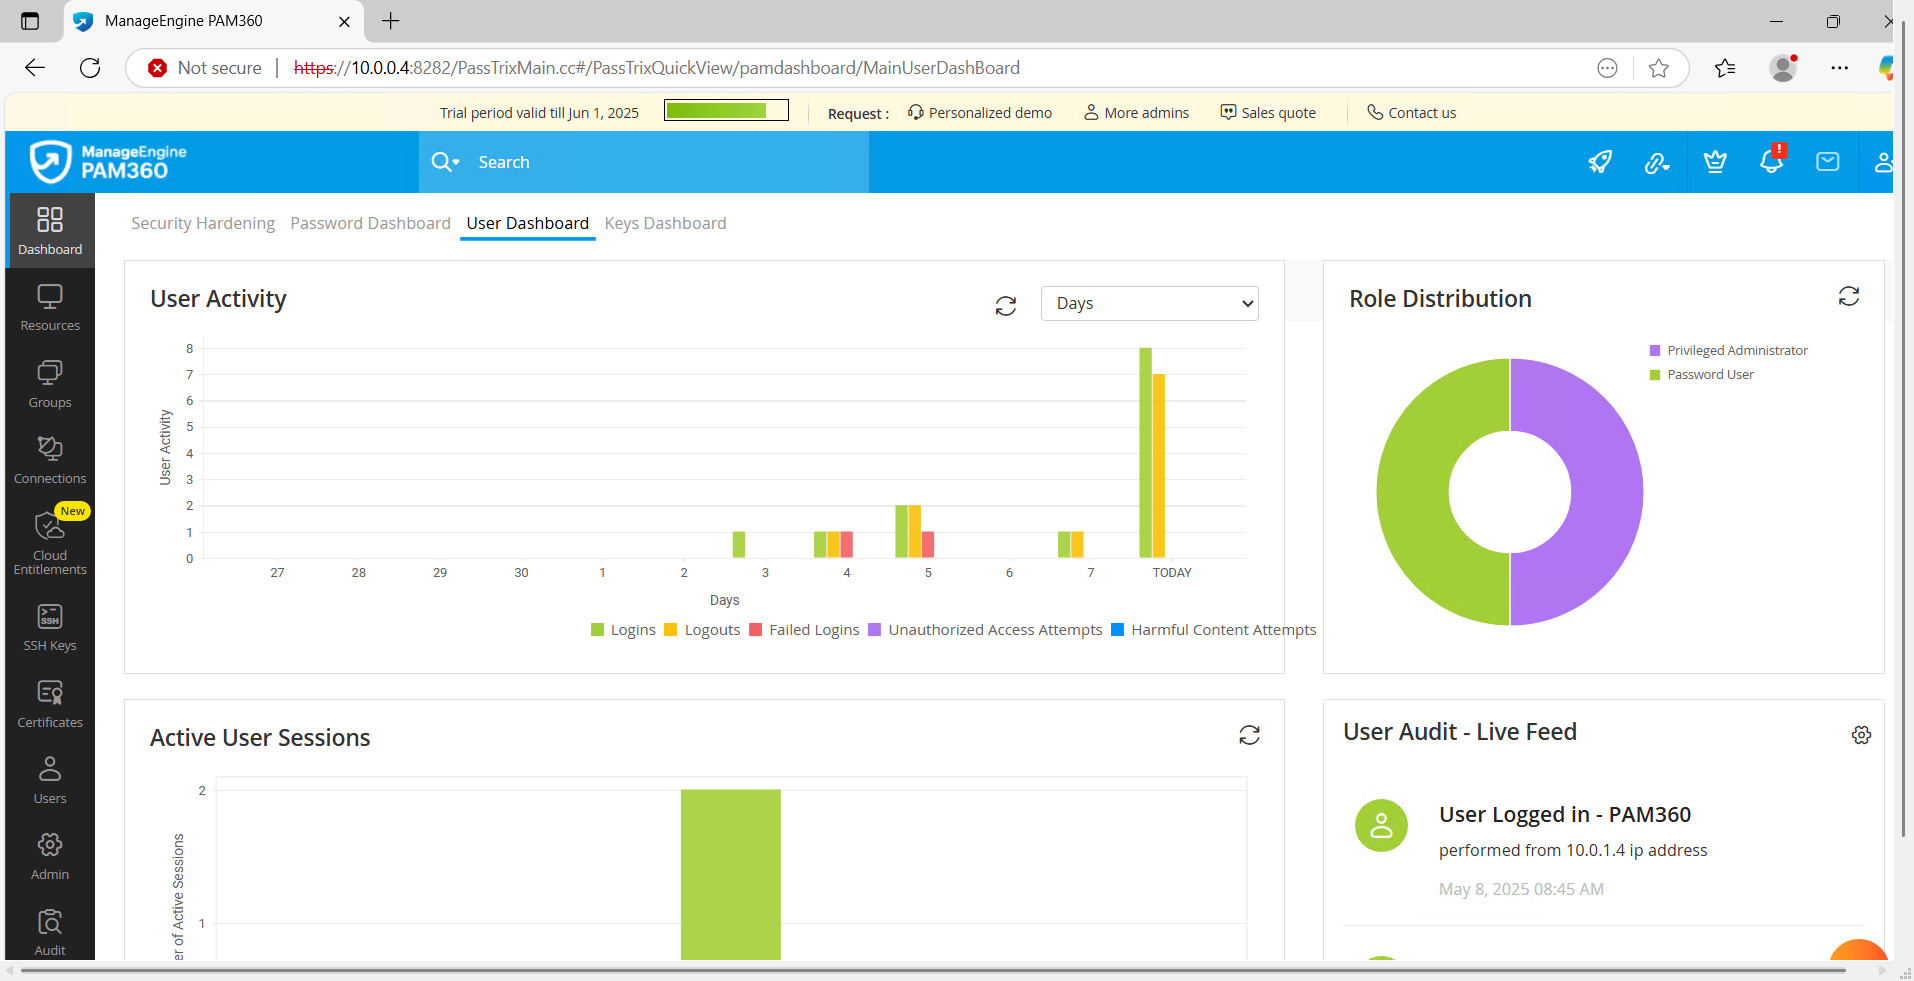 ManageEngine PAM360
Not secure
https://10.0.0.4:8282/PassTrixMain.cc#/PassTrixQuickView/pamdashboard/MainUserDashBoard
Trial period valid till Jun 1, 2025
Request :
Personalized demo
More admins
Sales quote
Contact us
ManageEngine
PAM360
Search
!
Dashboard
Resources
Groups
Connections
New
Cloud
Entitlements
SSH
SSH Keys
Certificates
Users
Admin
Audit
Security Hardening
Password Dashboard
User Dashboard
Keys Dashboard
User Activity
Days
8
7
6
5
4
3
2
1
0
User Activity
27 28 29 30 1 2 3 4 5 6 7 TODAY
Days
Logins Logouts Failed Logins Unauthorized Access Attempts Harmful Content Attempts
Role Distribution
Privileged Administrator
Password User
Active User Sessions
2
1
er of Active Sessions
User Audit - Live Feed
User Logged in - PAM360
performed from 10.0.1.4 ip address
May 8, 2025 08:45 AM